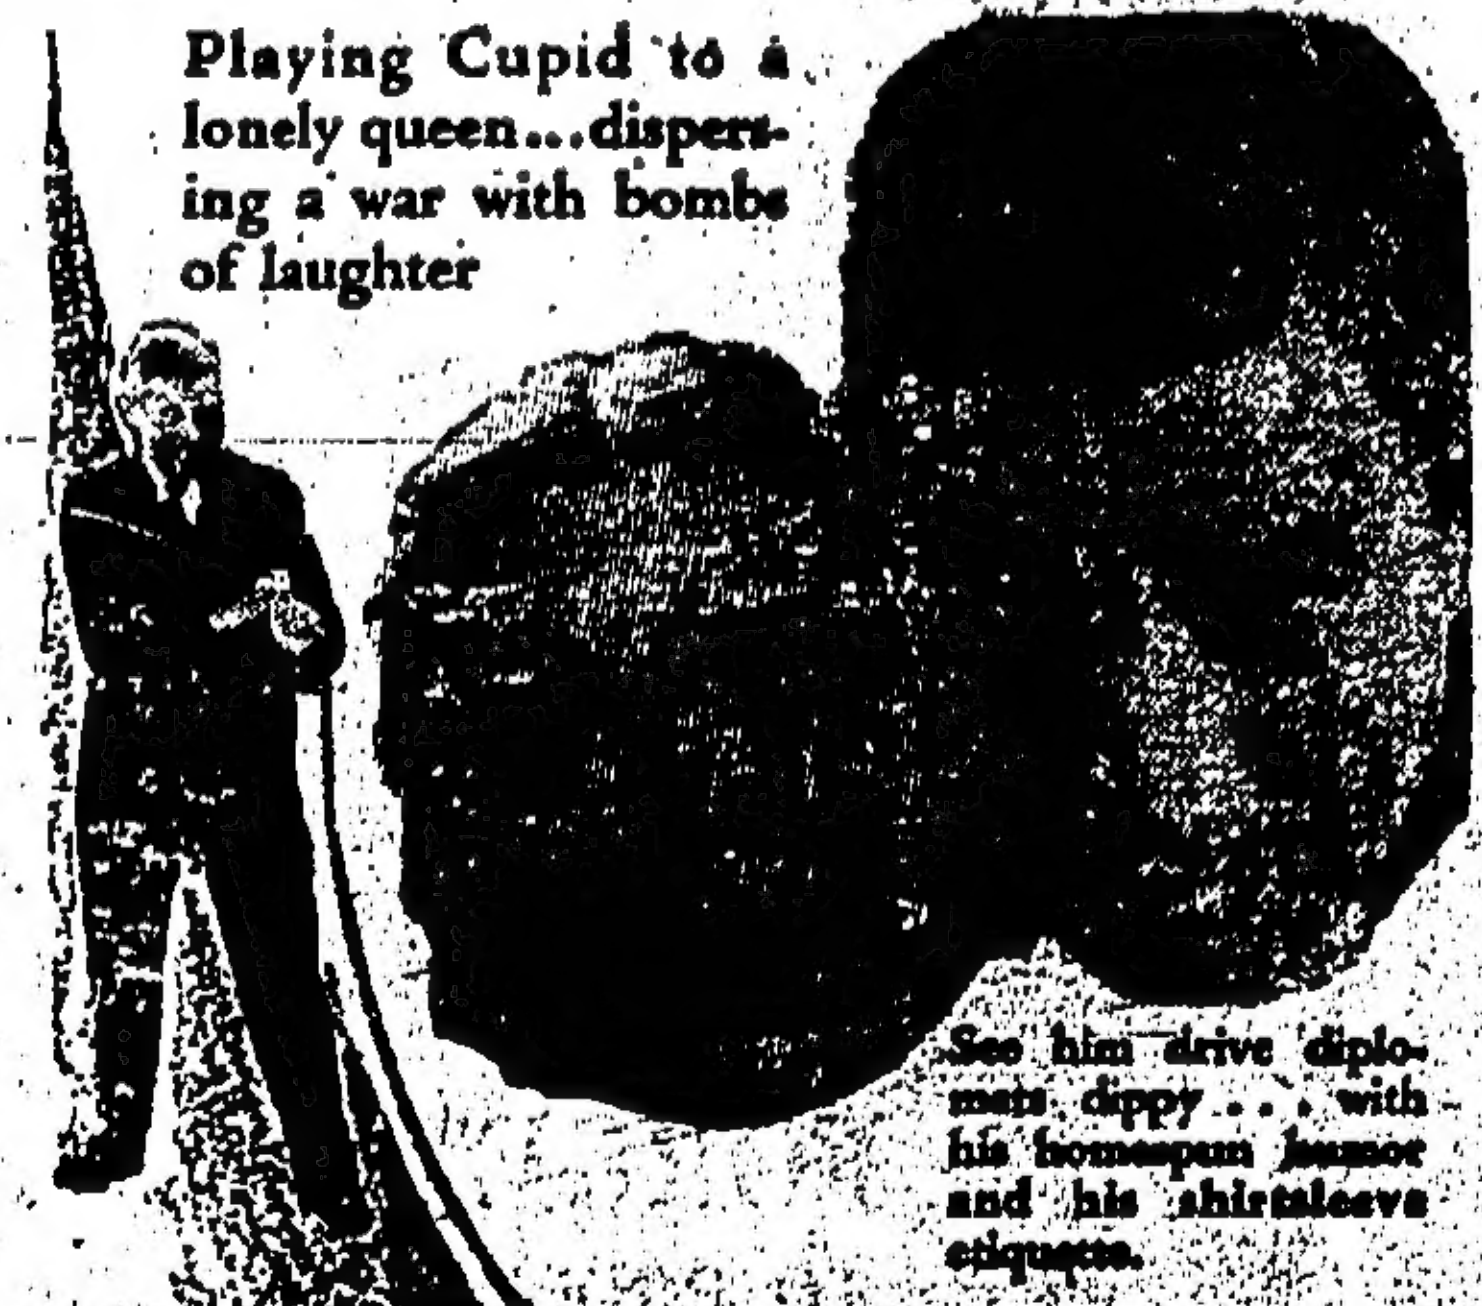 Playing Cupid to a
lonely queen...dispers-
ing a war with bombs
of laughter
See him drive diplo-
mats dippy . . . with
his homespun humor
and his shirtsleeve
etiquette.